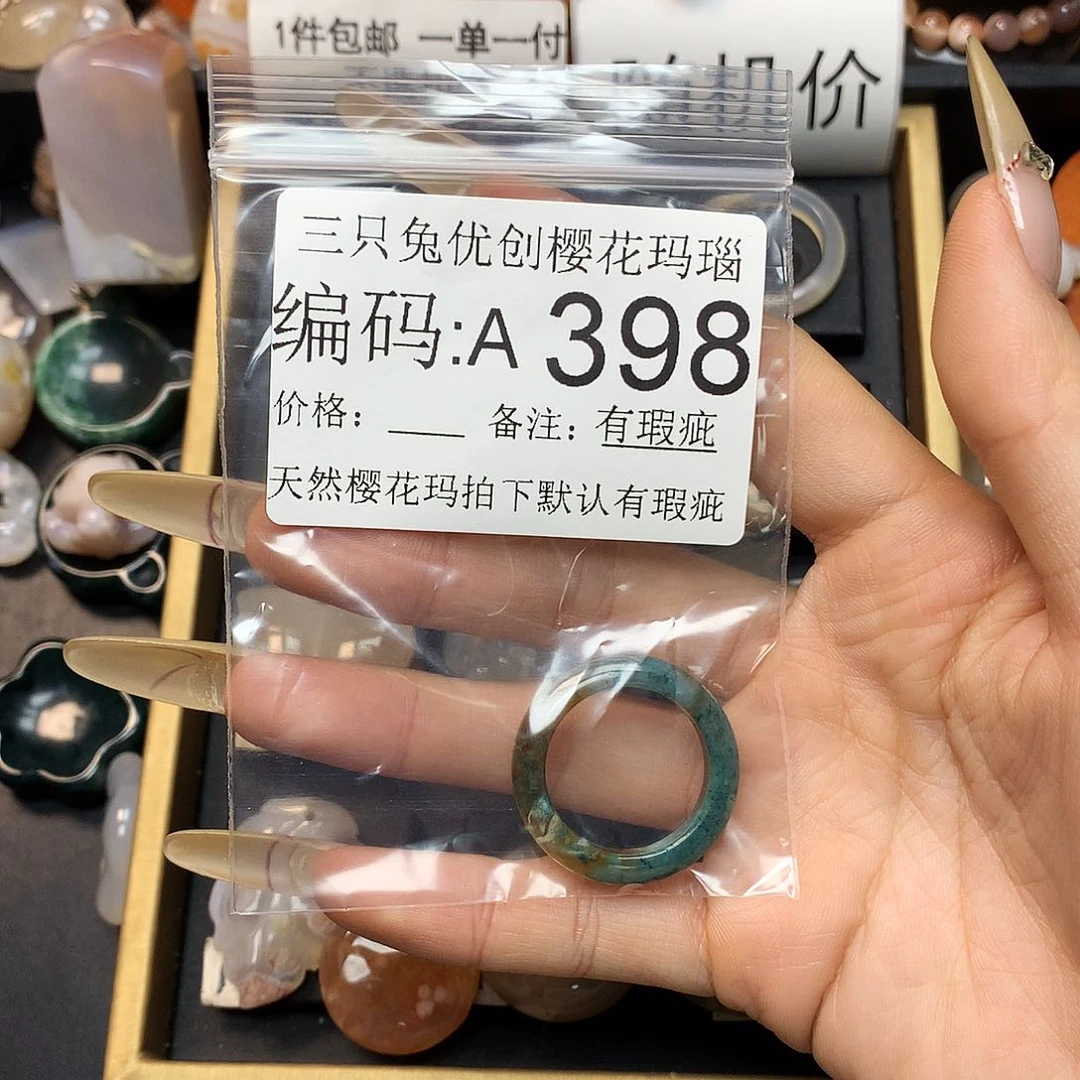 1件包邮 一单一付
机价
三只兔优创樱花玛瑙
编码:A 398
价格: ___ 备注: 有瑕疵
天然樱花玛拍下默认有瑕疵